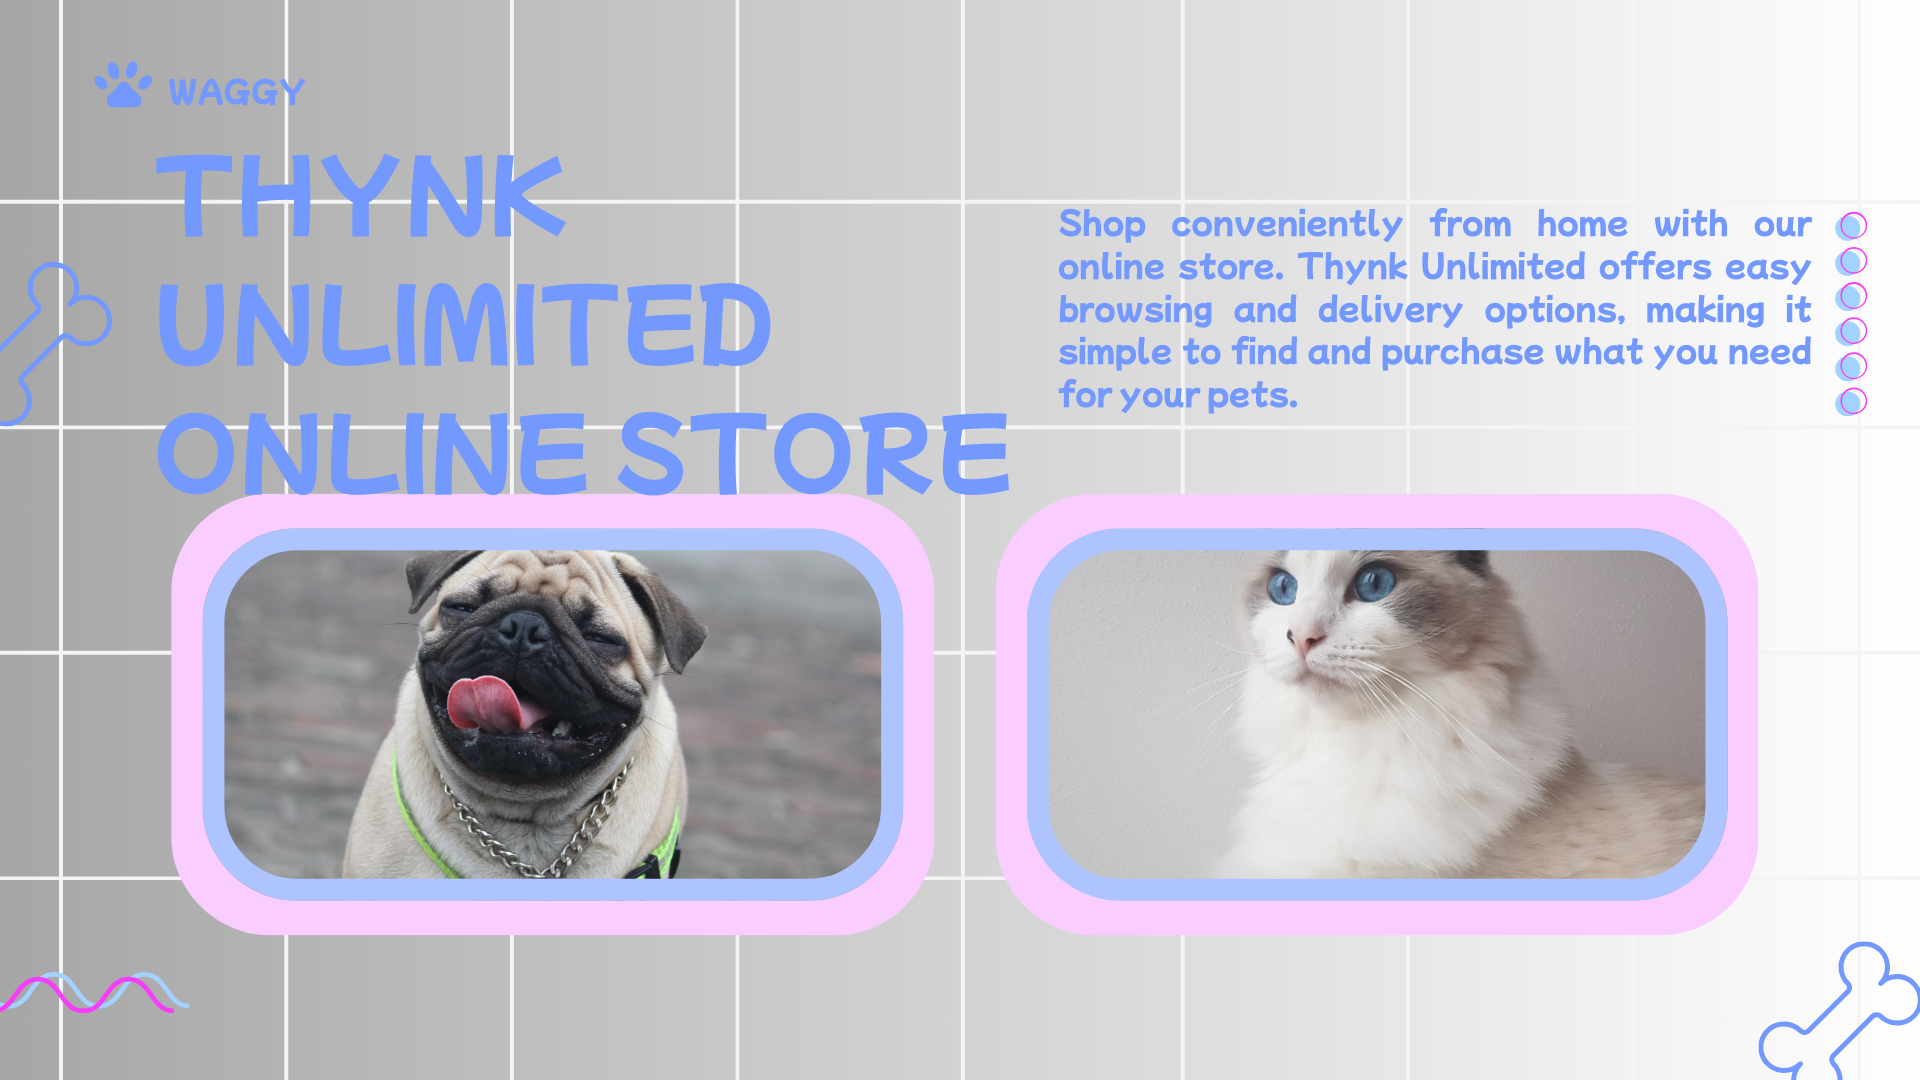 WAGGY
THYNK
UNLIMITED
ONLINE STORE
Shop conveniently from home with our
online store. Thynk Unlimited offers easy
browsing and delivery options, making it
simple to find and purchase what you need
for your pets.